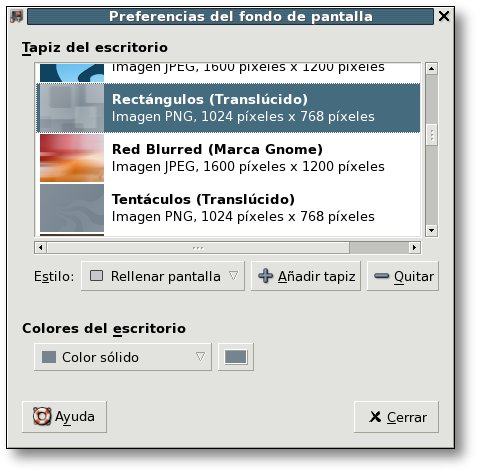 Preferencias del fondo de pantalla
Tapiz del escritorio
Imagen JPEG, 1600 píxeles x 1200 píxeles
Rectángulos (Translúcido)
Imagen PNG, 1024 píxeles x 768 píxeles
Red Blurred (Marca Gnome)
Imagen JPEG, 1600 píxeles x 1200 píxeles
Tentáculos (Translúcido)
Imagen PNG, 1024 píxeles x 768 píxeles
Estilo: Rellenar pantalla Añadir tapiz Quitar
Colores del escritorio
Color sólido
Ayuda Cerrar